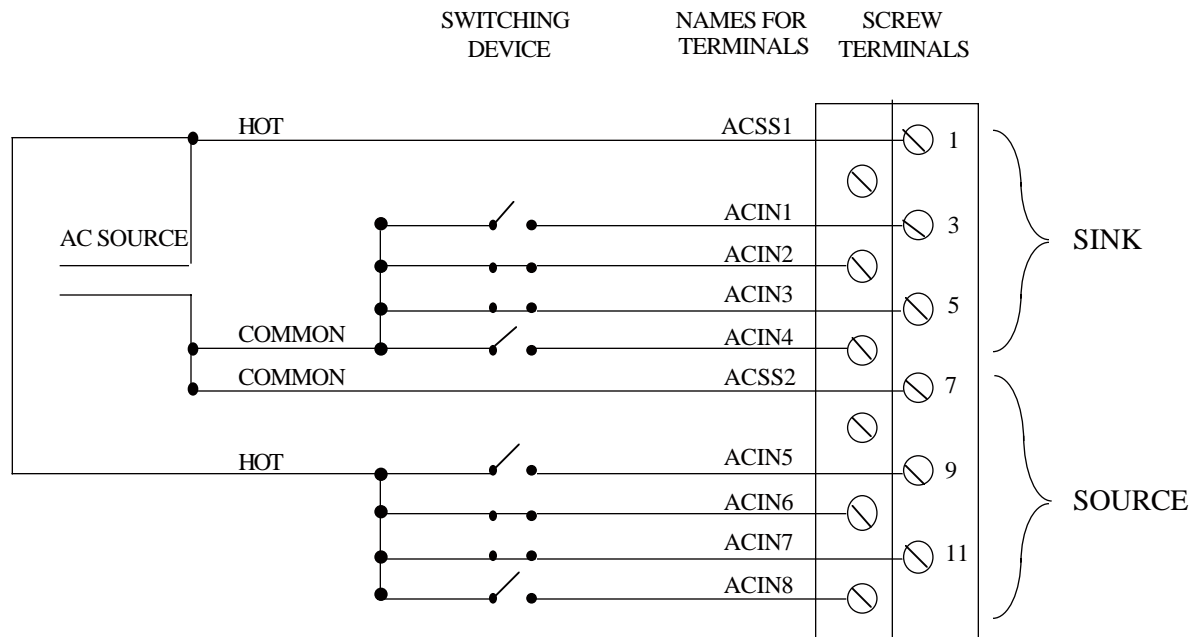 SWITCHING
DEVICE
NAMES FOR
TERMINALS
SCREW
TERMINALS
HOT
ACSS1
1
ACIN1
3
AC SOURCE
ACIN2
SINK
ACIN3
5
COMMON
ACIN4
COMMON
ACSS2
7
HOT
ACIN5
9
ACIN6
SOURCE
ACIN7
11
ACIN8